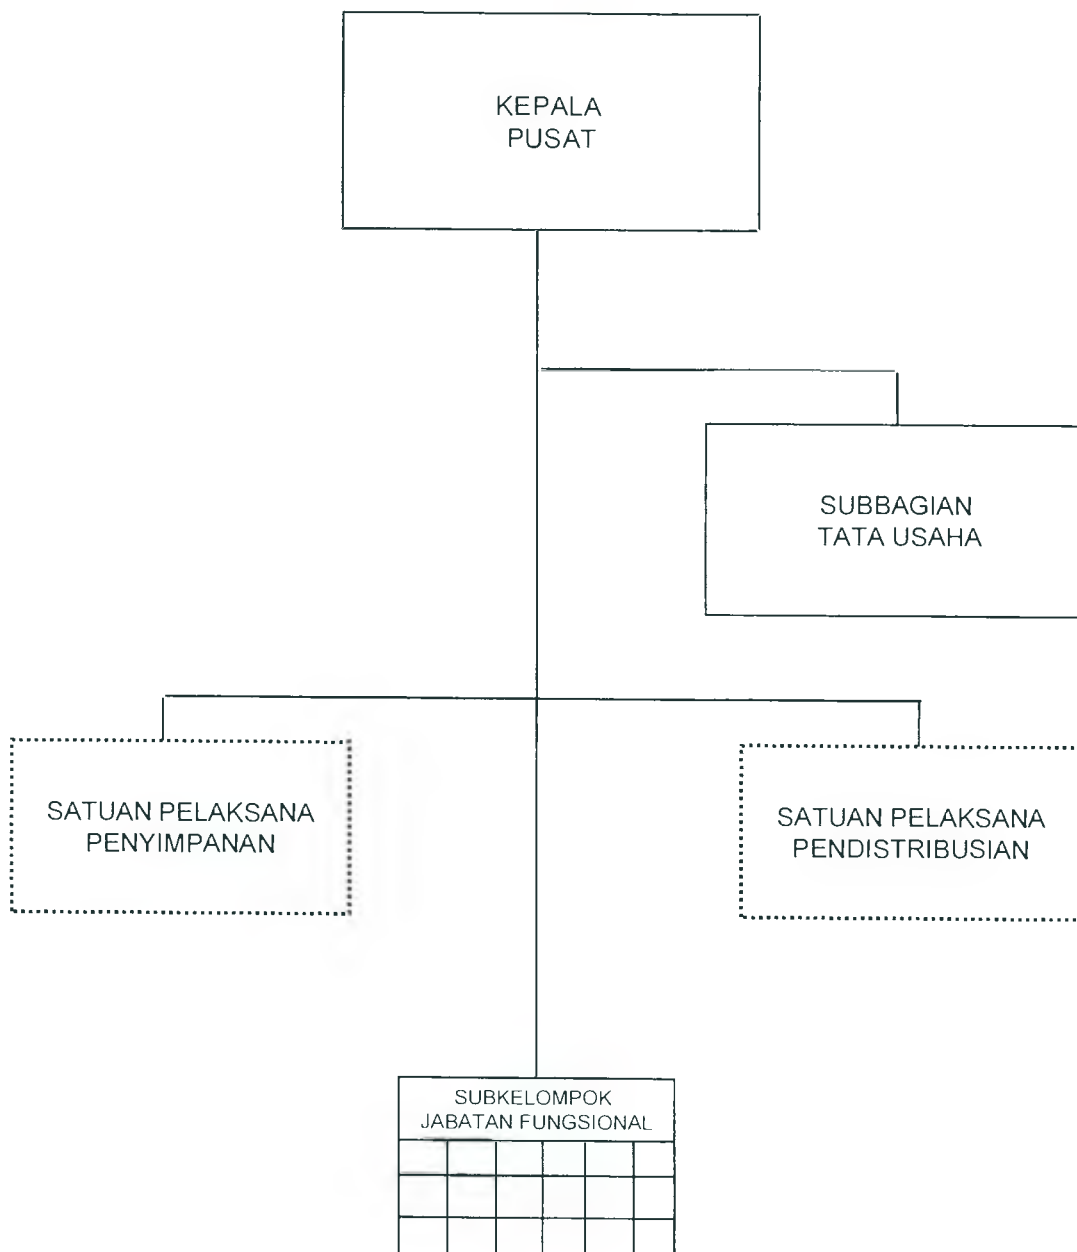 KEPALA
PUSAT
SUBBAGIAN
TATA USAHA
SATUAN PELAKSANA
PENYIMPANAN
SATUAN PELAKSANA
PENDISTRIBUSIAN
SUBKELOMPOK
JABATAN FUNGSIONAL